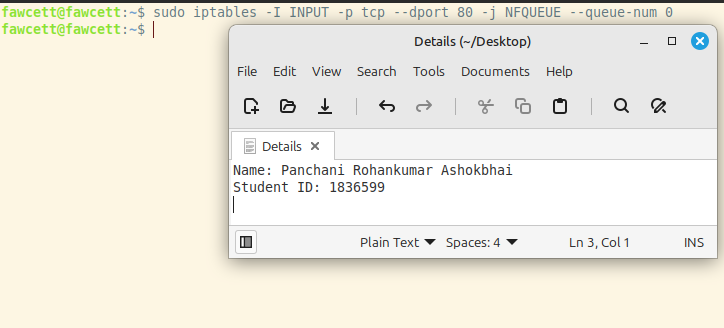 fawcett@fawcett:~$ sudo iptables -I INPUT -p tcp --dport 80 -j NFQUEUE --queue-num 0
fawcett@fawcett:~$
Details (~/Desktop)
File Edit View Search Tools Documents Help
Details
Name: Panchani Rohankumar Ashokbhai
Student ID: 1836599
Plain Text Spaces: 4 Ln 3, Col 1 INS